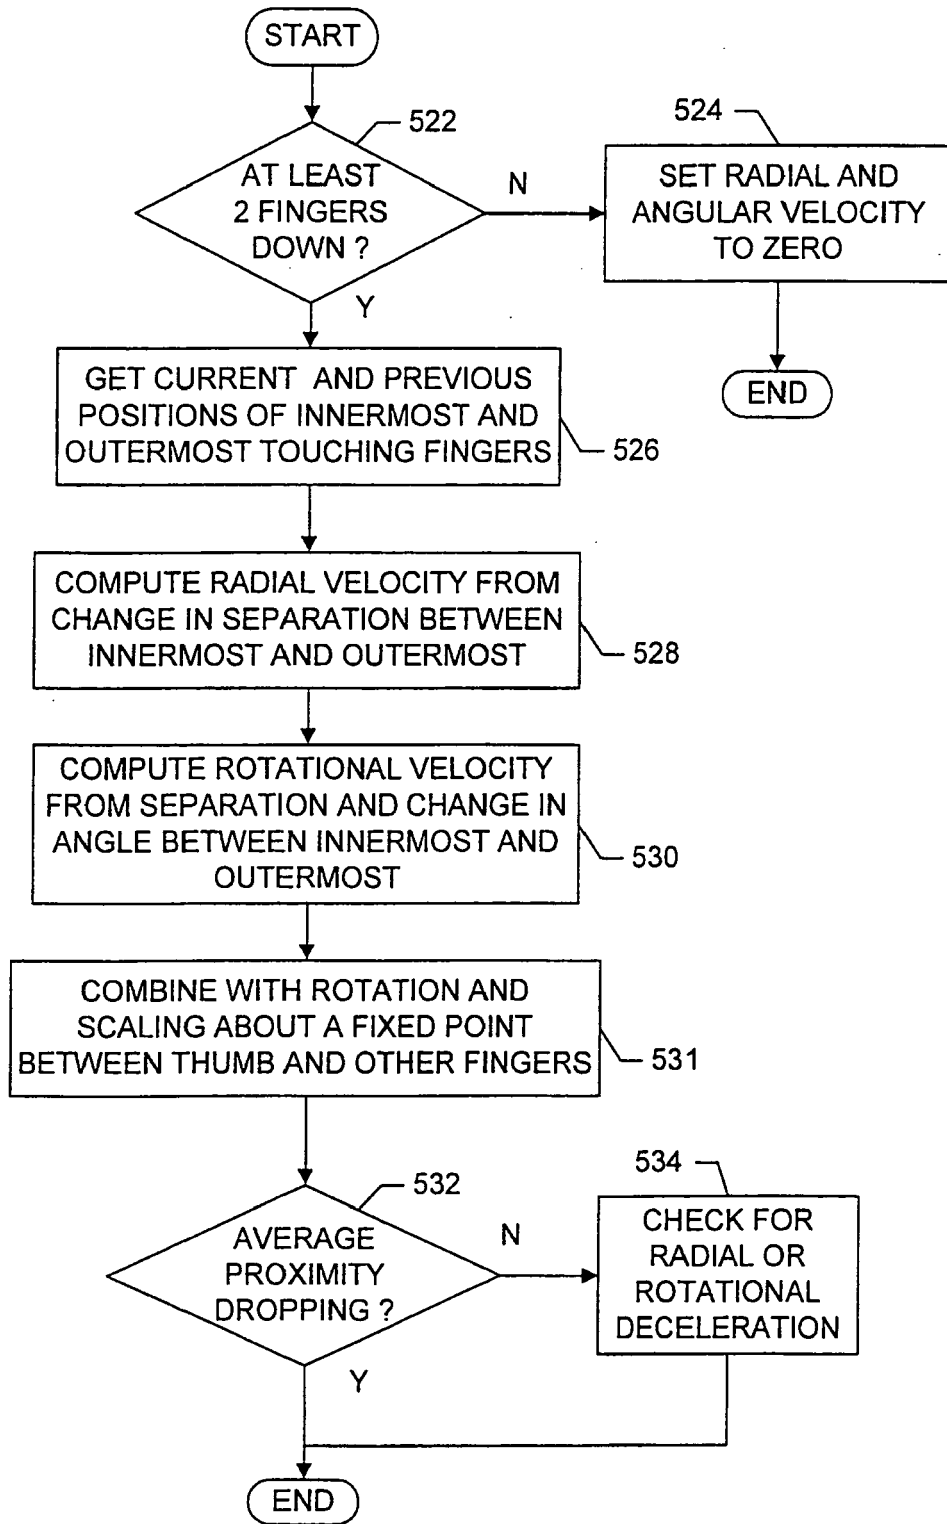 START
522
AT LEAST
2 FINGERS
DOWN ?
N
Y
524
SET RADIAL AND
ANGULAR VELOCITY
TO ZERO
END
GET CURRENT AND PREVIOUS
POSITIONS OF INNERMOST AND
OUTERMOST TOUCHING FINGERS
526
COMPUTE RADIAL VELOCITY FROM
CHANGE IN SEPARATION BETWEEN
INNERMOST AND OUTERMOST
528
COMPUTE ROTATIONAL VELOCITY
FROM SEPARATION AND CHANGE IN
ANGLE BETWEEN INNERMOST AND
OUTERMOST
530
COMBINE WITH ROTATION AND
SCALING ABOUT A FIXED POINT
BETWEEN THUMB AND OTHER FINGERS
531
532
AVERAGE
PROXIMITY
DROPPING ?
N
Y
534
CHECK FOR
RADIAL OR
ROTATIONAL
DECELERATION
END